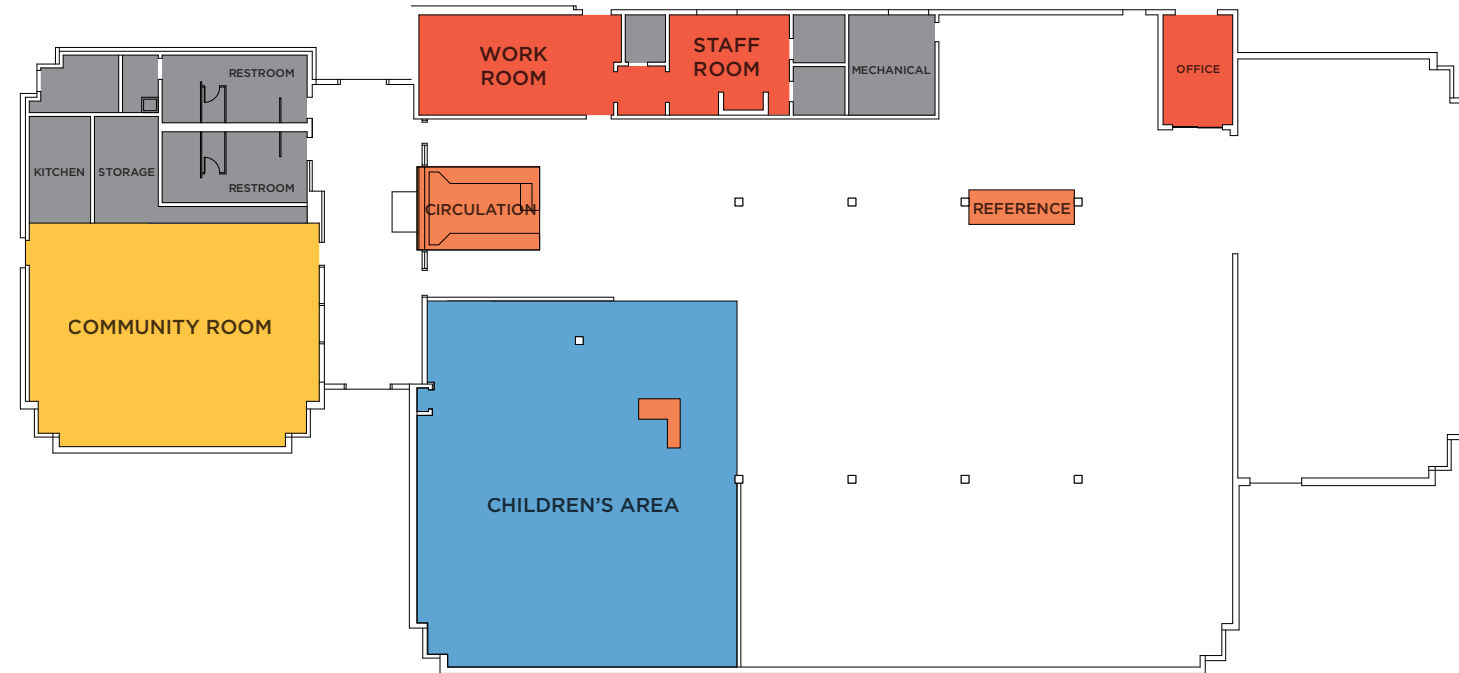 WORK
ROOM
STAFF
ROOM
MECHANICAL
OFFICE
RESTROOM
KITCHEN
STORAGE
RESTROOM
CIRCULATION
REFERENCE
COMMUNITY ROOM
CHILDREN'S AREA